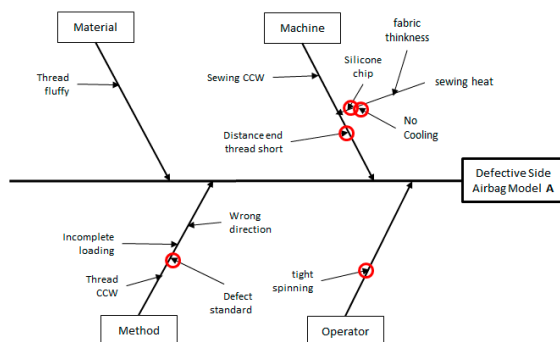 Material
Machine
fabric
thinkness
Silicone
chip
Thread
fluffy
Sewing CCW
sewing heat
No
Cooling
Distance end
thread short
Defective Side
Airbag Model A
Wrong
direction
Incomplete
loading
Thread
CCW
Defect
standard
tight
spinning
Method
Operator